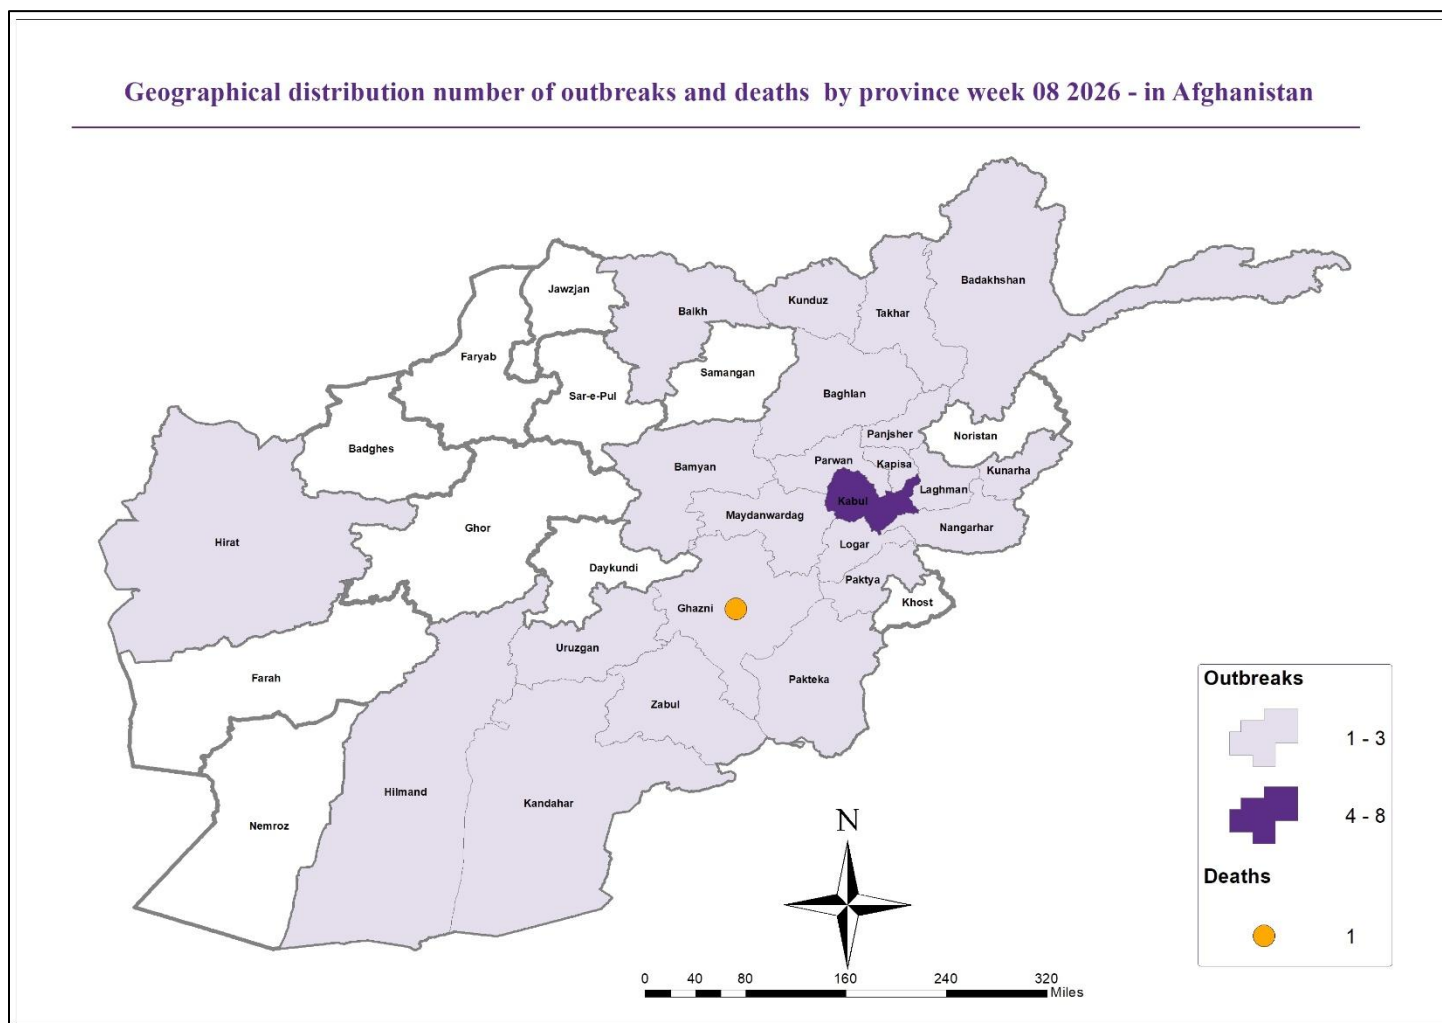 Geographical distribution number of outbreaks and deaths by province week 08 2026 - in Afghanistan
Badakhshan
Jawzjan
Kunduz
Balkh
Takhar
Faryab
Samangan
Sar-e-Pul
Baghlan
Panjsher
Noristan
Badghes
Parwan
Kapisa
Bamyan
Kunarha
Laghman
Kabul
Maydanwardag
Ghor
Nangarhar
Hirat
Logar
Daykundi
Paktya
Ghazni
Khost
Uruzgan
Farah
Pakteka
Zabul
Hilmand
Kandahar
Nemroz
Outbreaks
1 - 3
4 - 8
Deaths
1
N
0 40 80 160 240 320
Miles